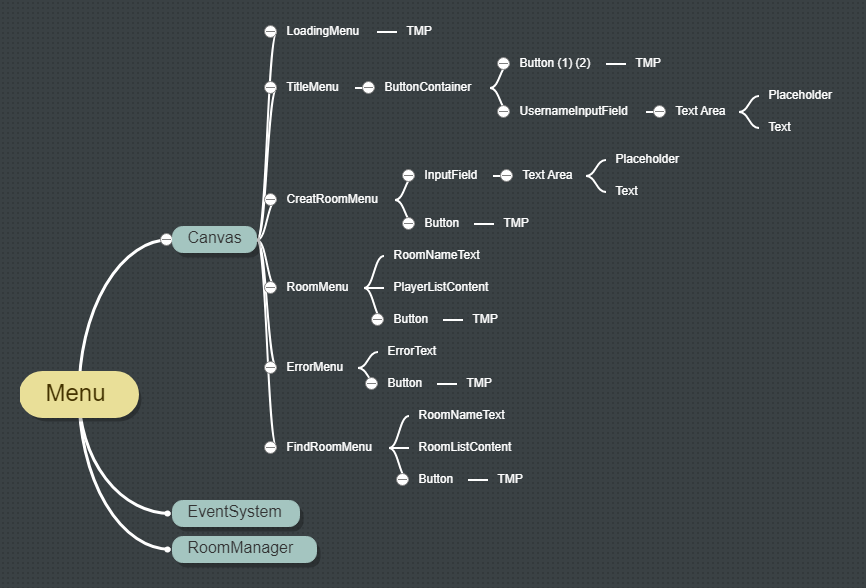 LoadingMenu TMP
TitleMenu ButtonContainer
Button (1) (2) TMP
UsernameInputField Text Area
Placeholder
Text
CreatRoomMenu
InputField Text Area
Placeholder
Text
Button TMP
Canvas
RoomMenu
RoomNameText
PlayerListContent
Button TMP
ErrorMenu
ErrorText
Button TMP
Menu
FindRoomMenu
RoomNameText
RoomListContent
Button TMP
EventSystem
RoomManager